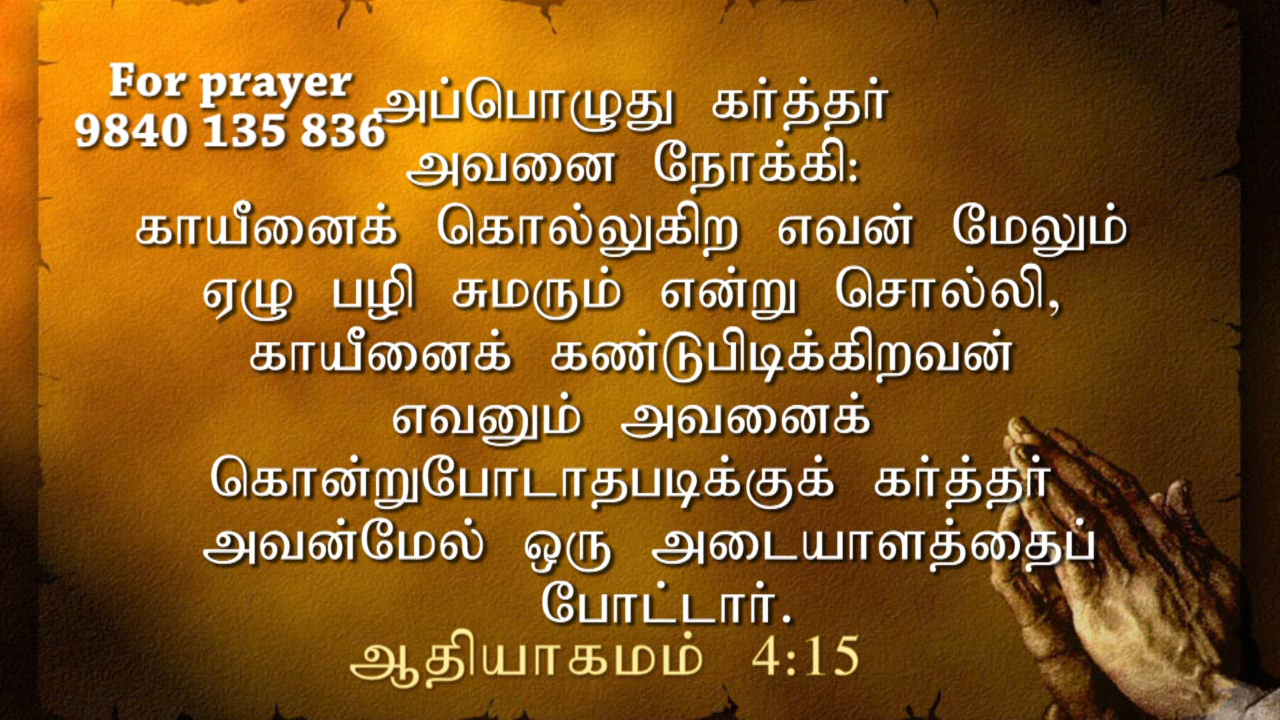 For prayer
9840 135 836
அப்பொழுது கர்த்தர்
அவனை நோக்கி:
காயீனைக் கொல்லுகிற எவன் மேலும்
ஏழு பழி சுமரும் என்று சொல்லி,
காயீனைக் கண்டுபிடிக்கிறவன்
எவனும் அவனைக்
கொன்றுபோடாதபடிக்குக் கர்த்தர்
அவன்மேல் ஒரு அடையாளத்தைப்
போட்டார்.
ஆதியாகமம் 4:15